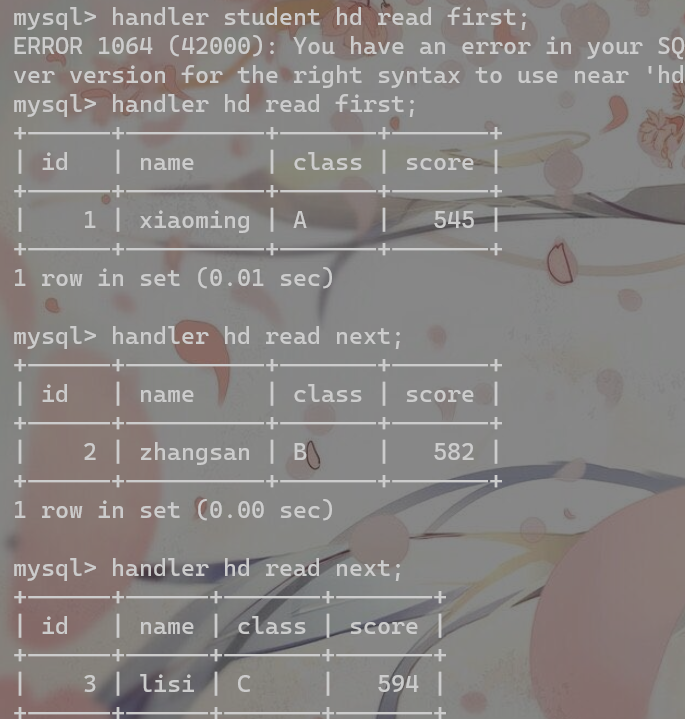 mysql> handler student hd read first;
ERROR 1064 (42000): You have an error in your SQ
ver version for the right syntax to use near 'hd
mysql> handler hd read first;
+------+----------+-------+-------+
| id   | name     | class | score |
+------+----------+-------+-------+
|    1 | xiaoming | A     |   545 |
+------+----------+-------+-------+
1 row in set (0.01 sec)
mysql> handler hd read next;
+------+----------+-------+-------+
| id   | name     | class | score |
+------+----------+-------+-------+
|    2 | zhangsan | B     |   582 |
+------+----------+-------+-------+
1 row in set (0.00 sec)
mysql> handler hd read next;
+------+------+-------+-------+
| id   | name | class | score |
+------+------+-------+-------+
|    3 | lisi | C     |   594 |
+------+------+-------+-------+